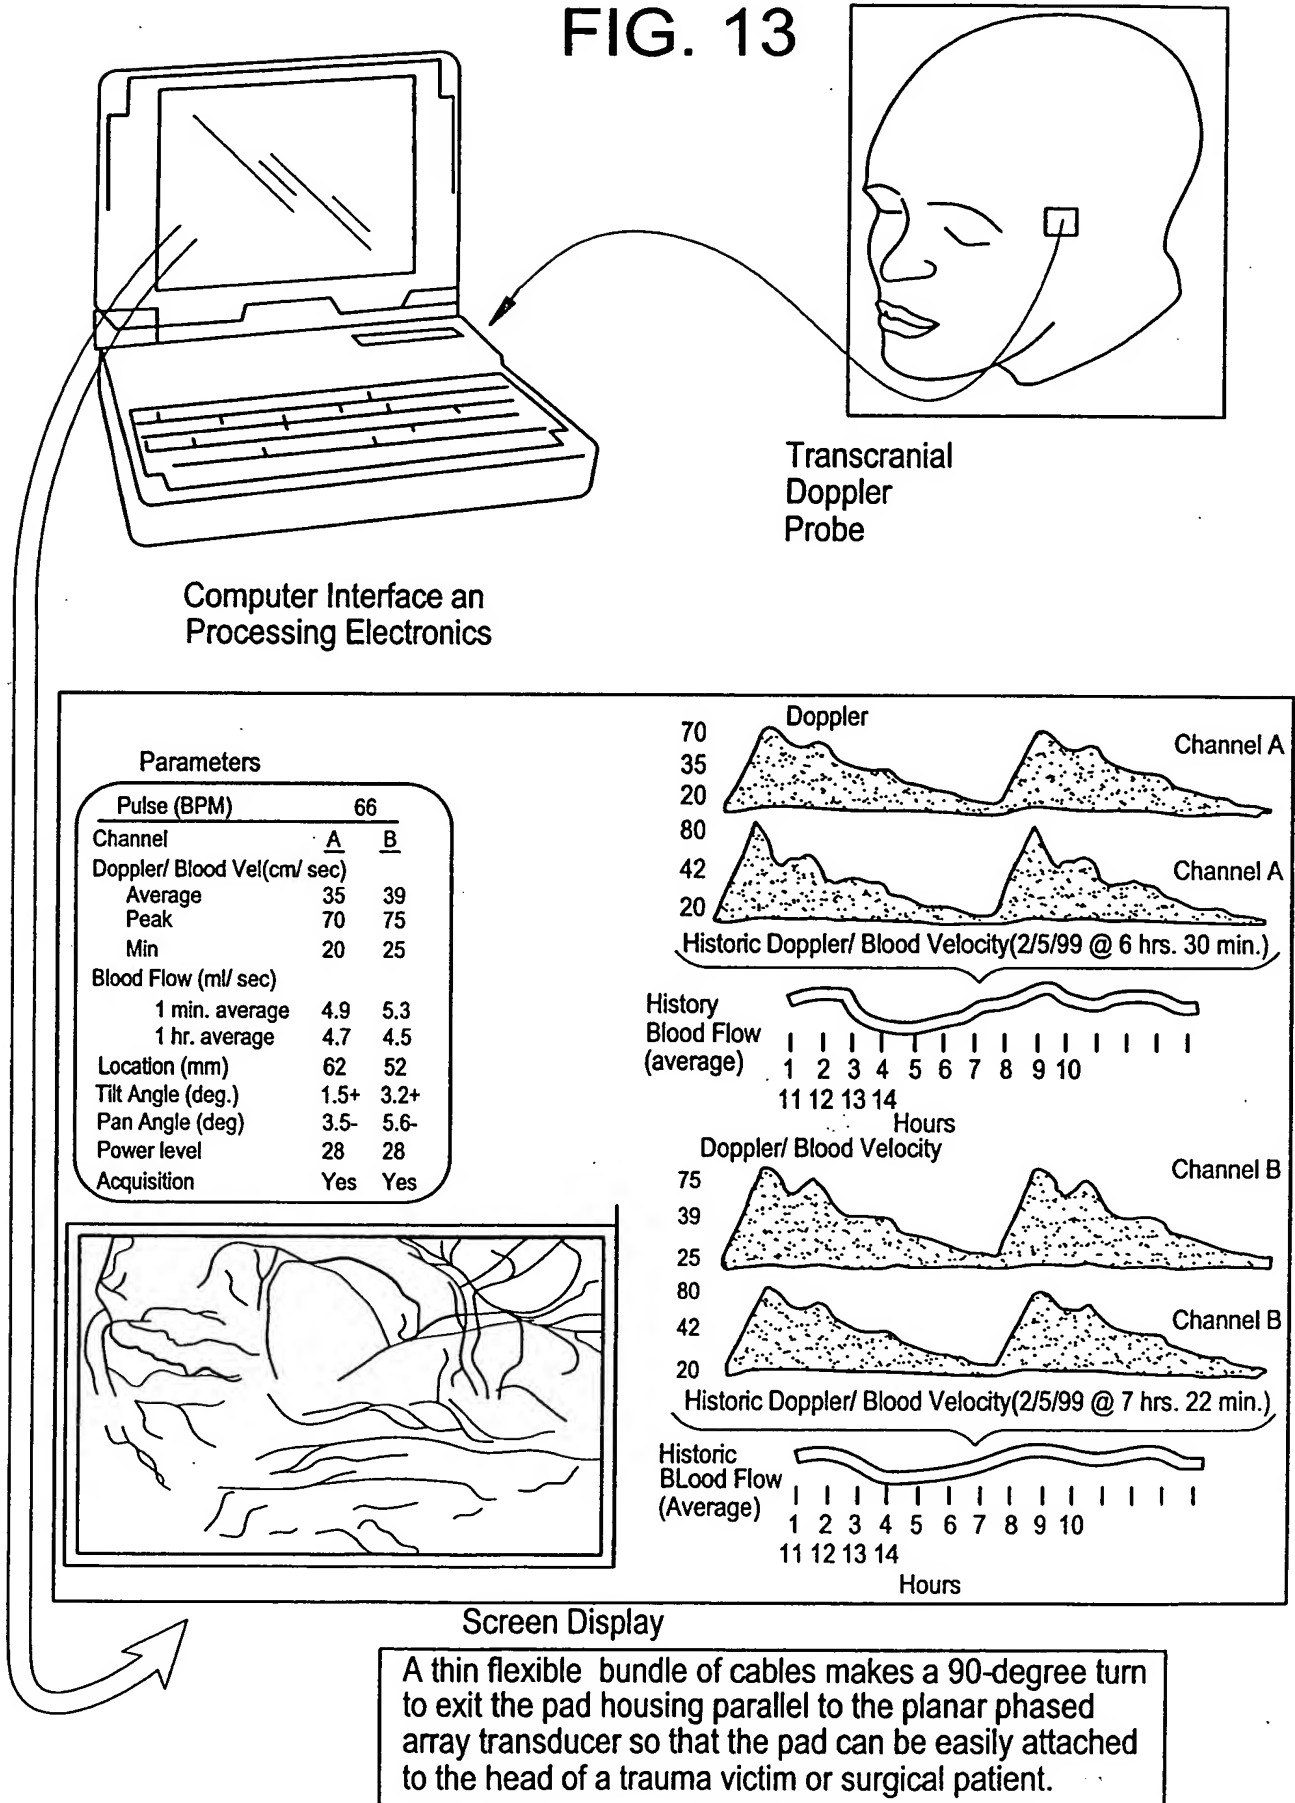 FIG. 13
Transcranial
Doppler
Probe
Computer Interface an
Processing Electronics
Parameters
Pulse (BPM) 66
Channel A B
Doppler/ Blood Vel(cm/ sec)
Average 35 39
Peak 70 75
Min 20 25
Blood Flow (ml/ sec)
1 min. average 4.9 5.3
1 hr. average 4.7 4.5
Location (mm) 62 52
Tilt Angle (deg.) 1.5+ 3.2+
Pan Angle (deg) 3.5- 5.6-
Power level 28 28
Acquisition Yes Yes
Doppler
70
Channel A
35
20
80
42
Channel A
20
Historic Doppler/ Blood Velocity(2/5/99 @ 6 hrs. 30 min.)
History
Blood Flow
(average)
1 2 3 4 5 6 7 8 9 10
11 12 13 14
Hours
Doppler/ Blood Velocity
75
Channel B
39
25
80
42
Channel B
20
Historic Doppler/ Blood Velocity(2/5/99 @ 7 hrs. 22 min.)
Historic
BLood Flow
(Average)
1 2 3 4 5 6 7 8 9 10
11 12 13 14
Hours
Screen Display
A thin flexible bundle of cables makes a 90-degree turn
to exit the pad housing parallel to the planar phased
array transducer so that the pad can be easily attached
to the head of a trauma victim or surgical patient.